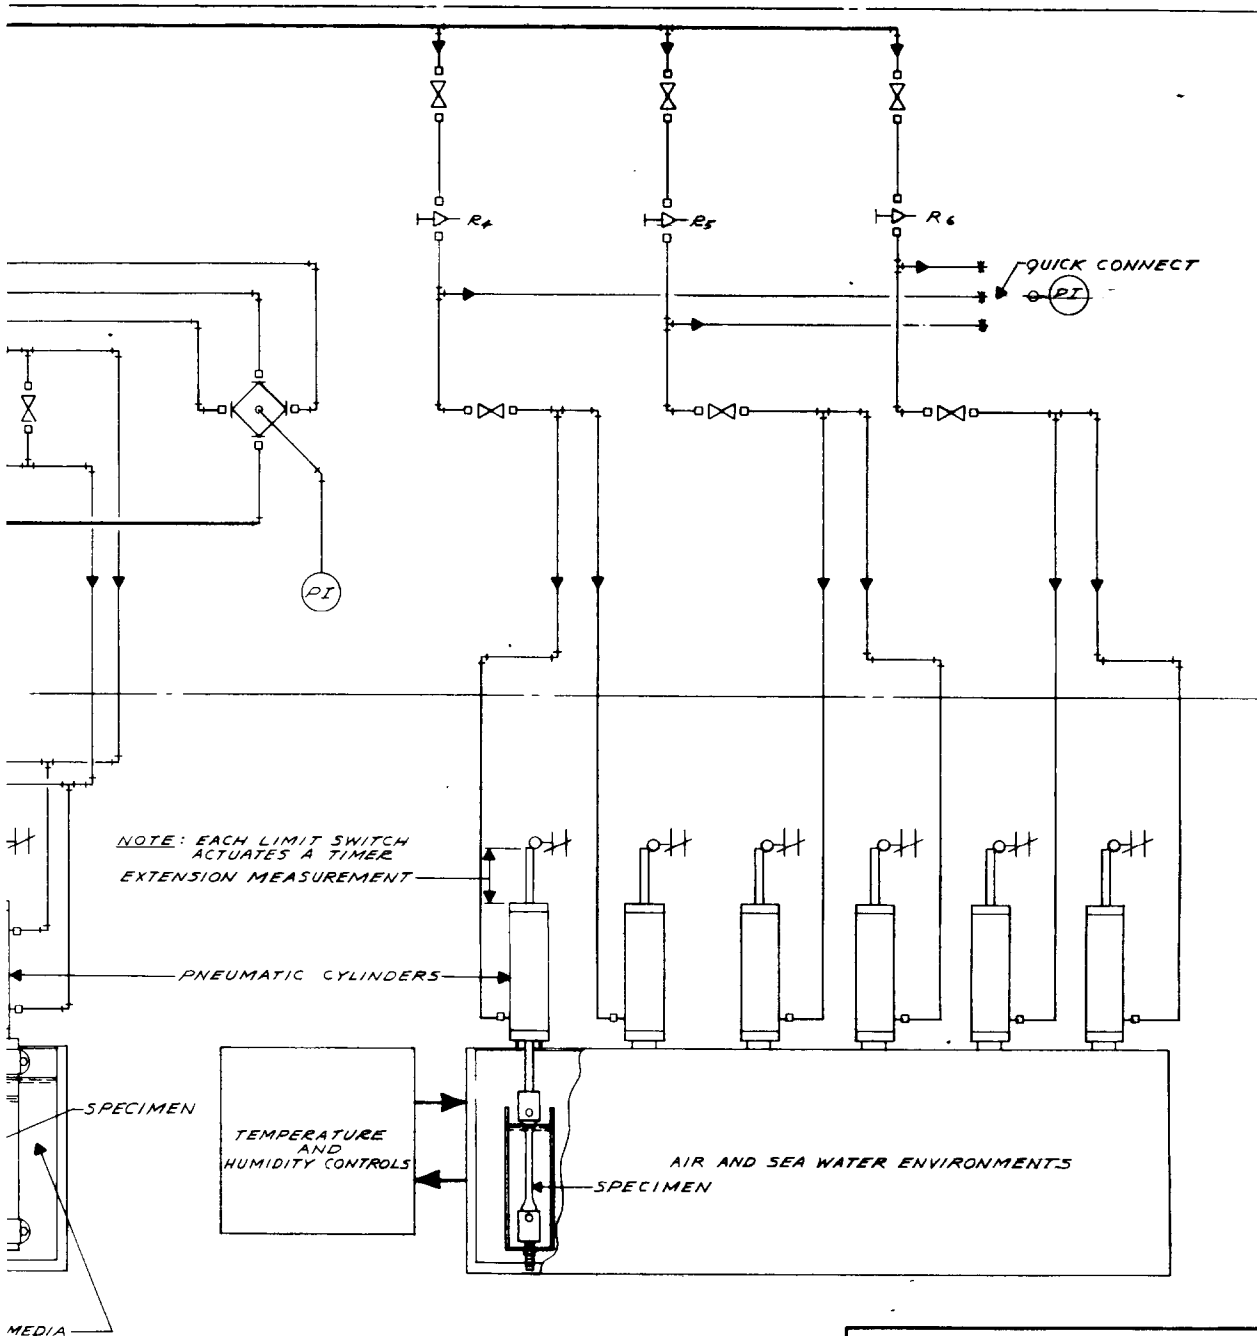 R4
R5
R6
QUICK CONNECT
PI
PI
NOTE: EACH LIMIT SWITCH
ACTUATES A TIMER
EXTENSION MEASUREMENT
PNEUMATIC CYLINDERS
SPECIMEN
TEMPERATURE
AND
HUMIDITY CONTROLS
AIR AND SEA WATER ENVIRONMENTS
SPECIMEN
MEDIA